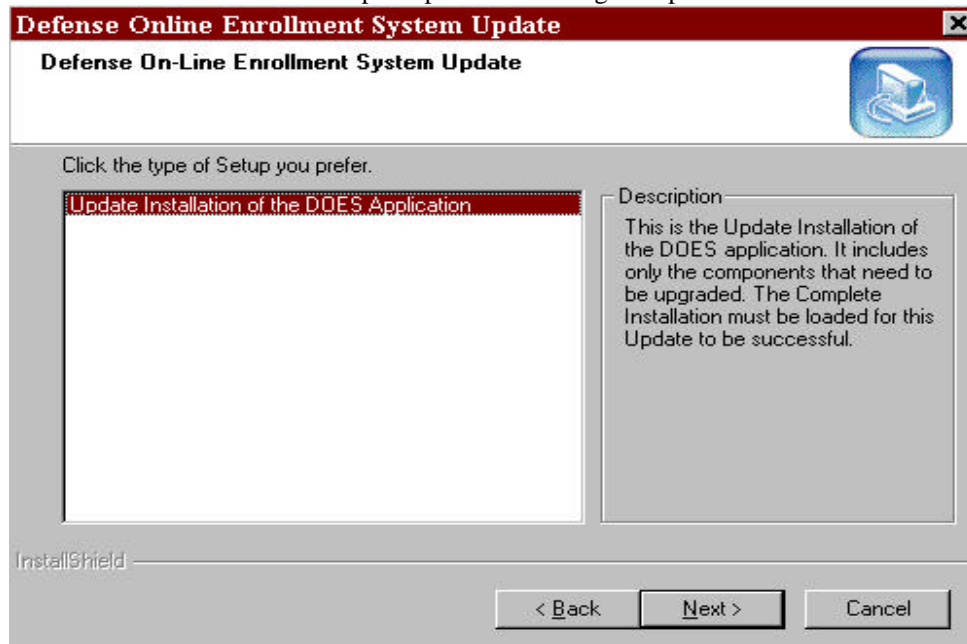 Defense Online Enrollment System Update
Defense On-Line Enrollment System Update
Click the type of Setup you prefer.
Update Installation of the DOES Application
Description
This is the Update Installation of
the DOES application. It includes
only the components that need to
be upgraded. The Complete
Installation must be loaded for this
Update to be successful.
InstallShield
< Back
Next >
Cancel